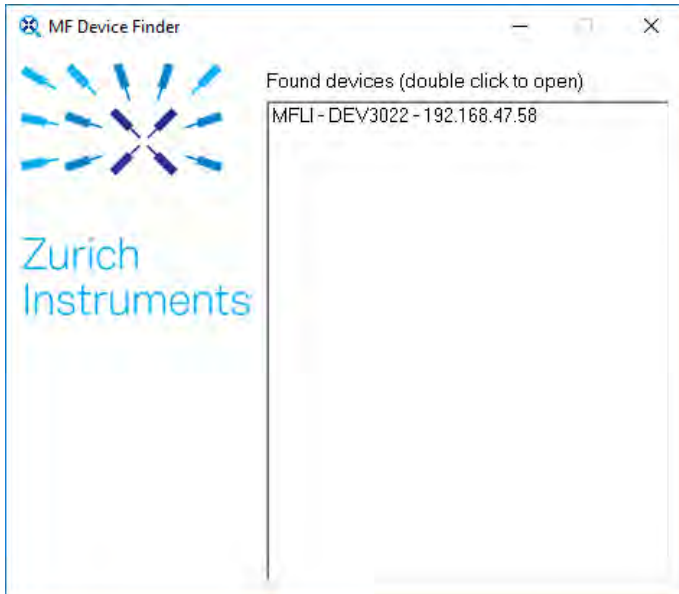 MF Device Finder
Found devices (double click to open)
MFLI - DEV3022 - 192.168.47.58
Zurich
Instruments